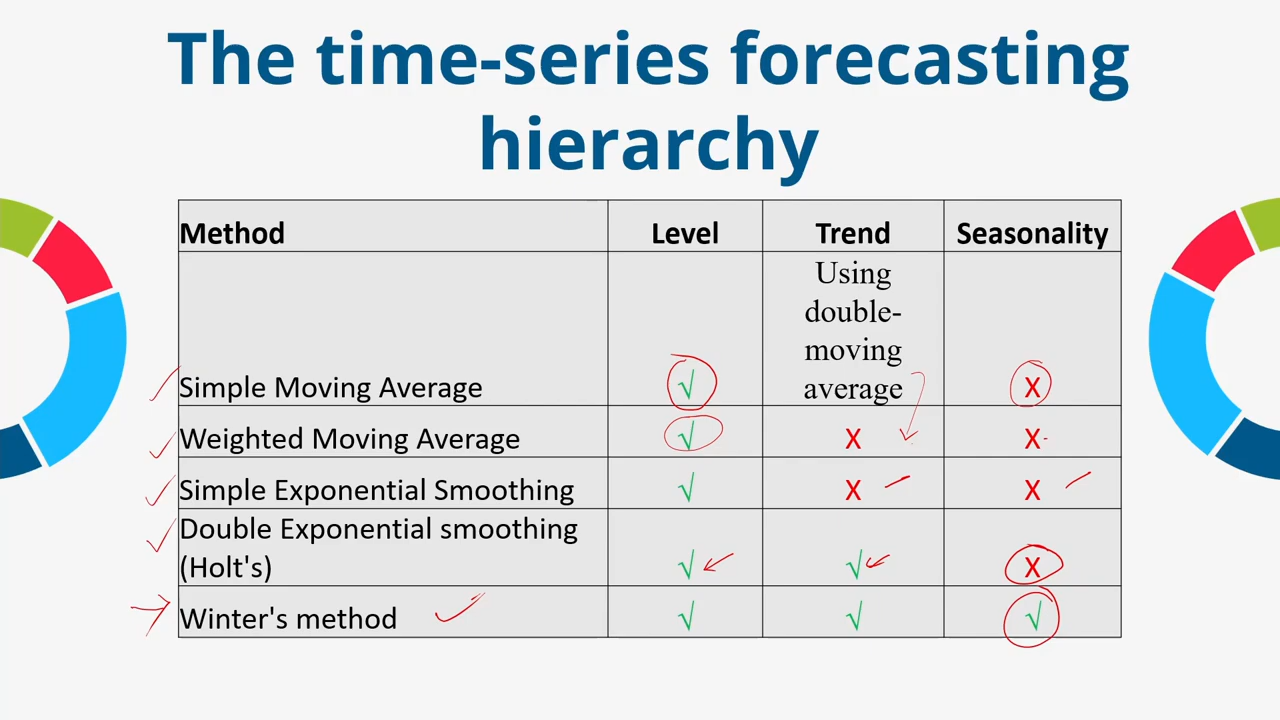 The time-series forecasting
hierarchy
Method Level Trend Seasonality
Using
double-
moving
average
Simple Moving Average √ X
Weighted Moving Average √ X X
Simple Exponential Smoothing √ X X
Double Exponential smoothing
(Holt's) √ √ X
Winter's method √ √ √